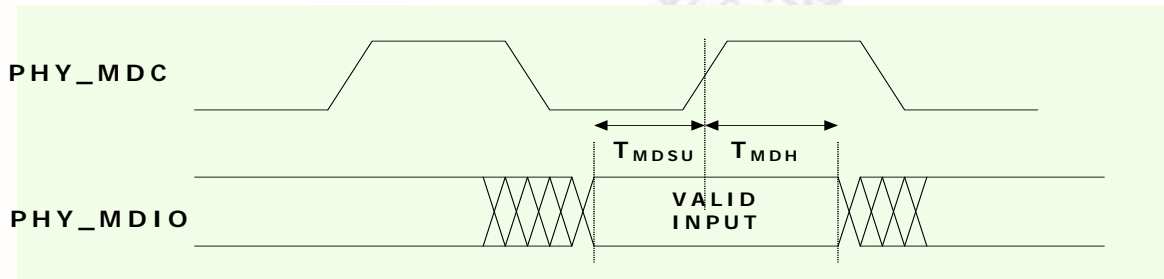 PHY_MDC
TMDSU TMDH
VALID
INPUT
PHY_MDIO